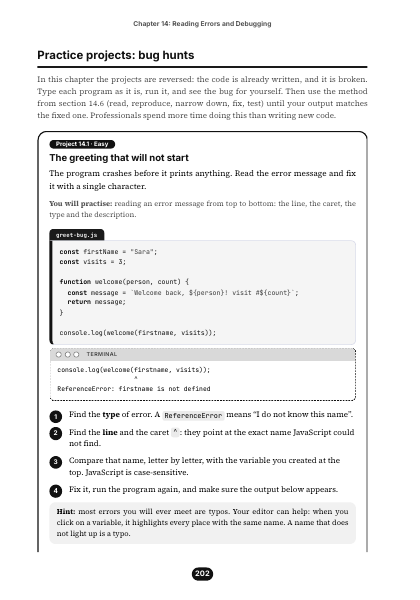 Chapter 14: Reading Errors and Debugging
Practice projects: bug hunts
In this chapter the projects are reversed: the code is already written, and it is broken.
Type each program as it is, run it, and see the bug for yourself. Then use the method
from section 14.6 (read, reproduce, narrow down, fix, test) until your output matches
the fixed one. Professionals spend more time doing this than writing new code.
Project 14.1 · Easy
The greeting that will not start
The program crashes before it prints anything. Read the error message and fix
it with a single character.
You will practise: reading an error message from top to bottom: the line, the caret, the
type and the description.
greet-bug.js
const firstName = "Sara";
const visits = 3;
function welcome(person, count) {
  const message = `Welcome back, ${person}! visit #${count}`;
  return message;
}
console.log(welcome(firstname, visits));
TERMINAL
console.log(welcome(firstname, visits));
^
ReferenceError: firstname is not defined
1 Find the type of error. A ReferenceError means “I do not know this name”.
2 Find the line and the caret ^: they point at the exact name JavaScript could
not find.
3 Compare that name, letter by letter, with the variable you created at the
top. JavaScript is case-sensitive.
4 Fix it, run the program again, and make sure the output below appears.
Hint: most errors you will ever meet are typos. Your editor can help: when you
click on a variable, it highlights every place with the same name. A name that does
not light up is a typo.
202